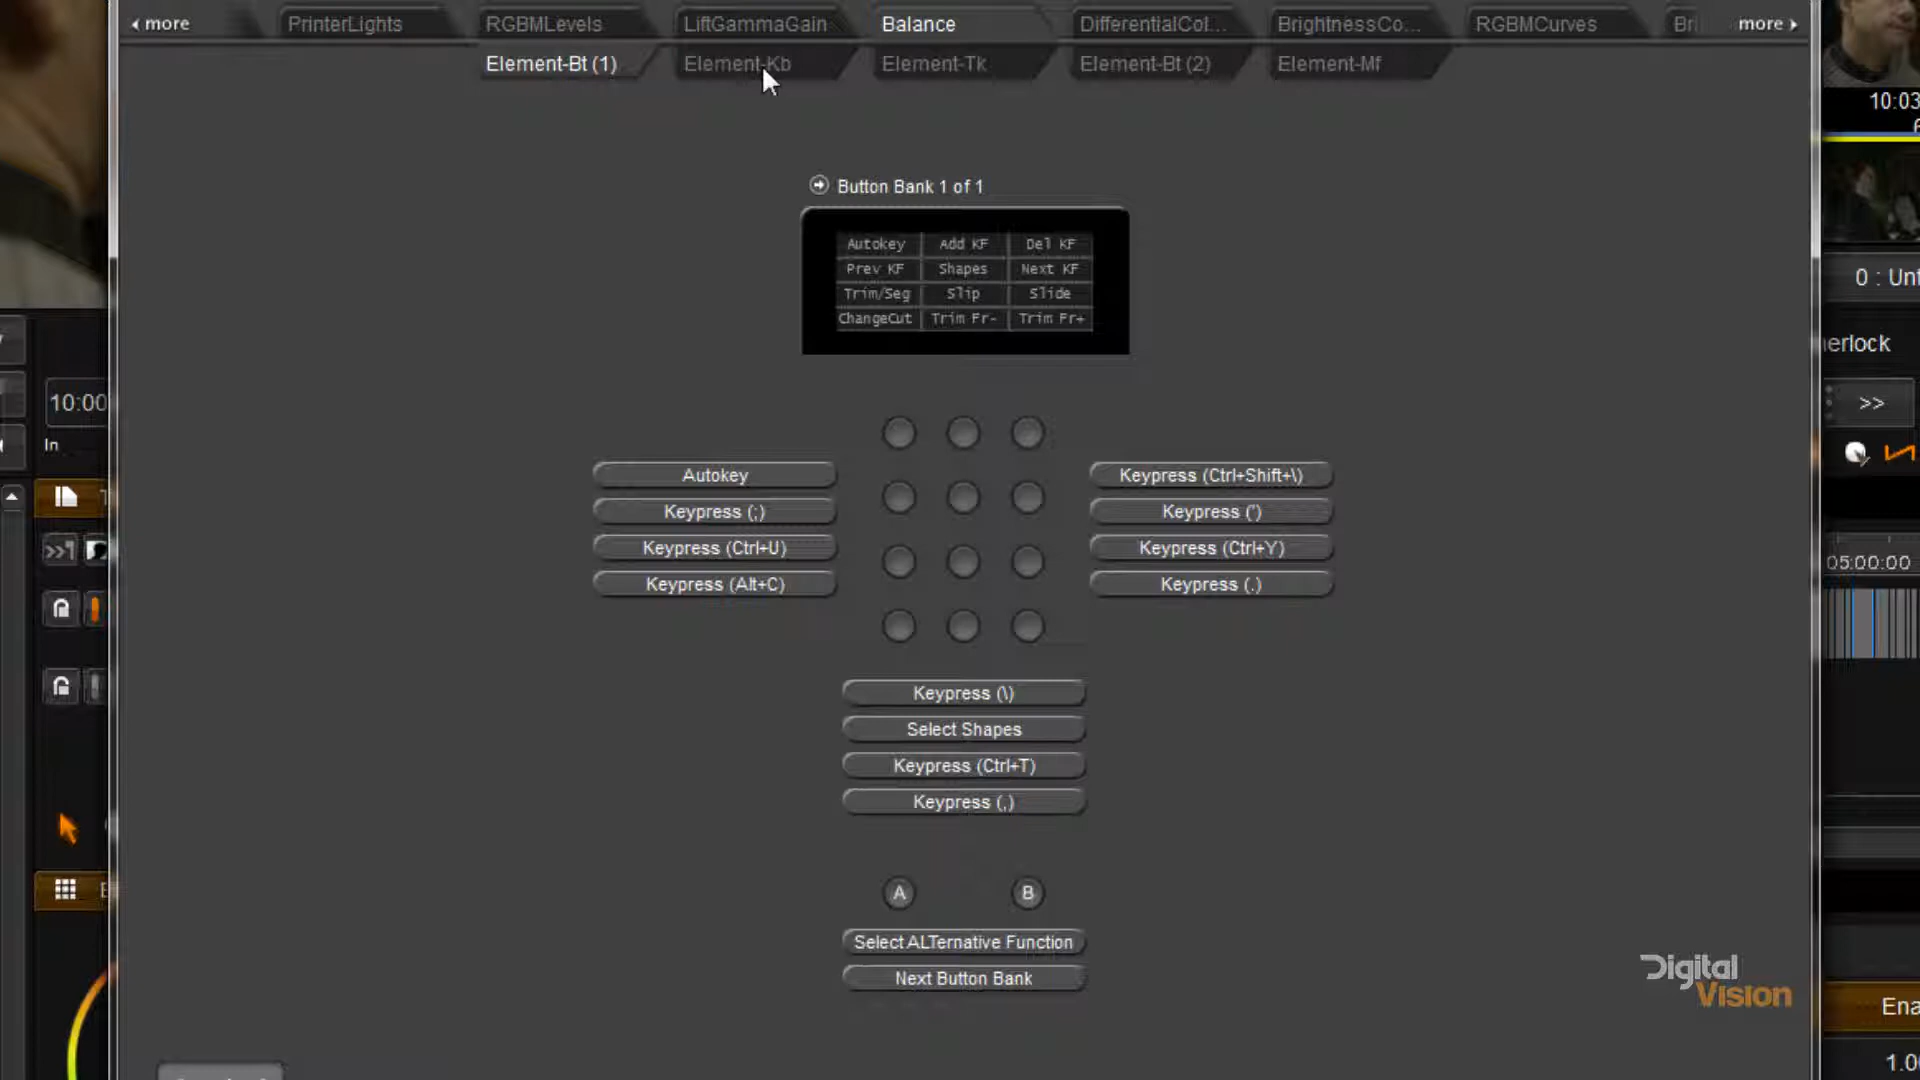 more PrinterLights RGBMLevels LiftGammaGain Balance DifferentialCol... BrightnessCo... RGBMCurves Bri more
Element-Bt (1) Element-Kb Element-Tk Element-Bt (2) Element-Mf
10:03
Button Bank 1 of 1
Autokey Add KF Del KF
Prev KF Shapes Next KF
Trim/Seg Slip Slide
ChangeCut Trim Fr- Trim Fr+
0 : Unt
erlock
10:00
>>
In
Autokey Keypress (Ctrl+Shift+\)
Keypress (;) Keypress (')
Keypress (Ctrl+U) Keypress (Ctrl+Y)
Keypress (Alt+C) Keypress (.)
05:00:00
Keypress (\)
Select Shapes
Keypress (Ctrl+T)
Keypress (,)
A B
Select ALTernative Function
Next Button Bank
Digital
Vision
Ena
1.00